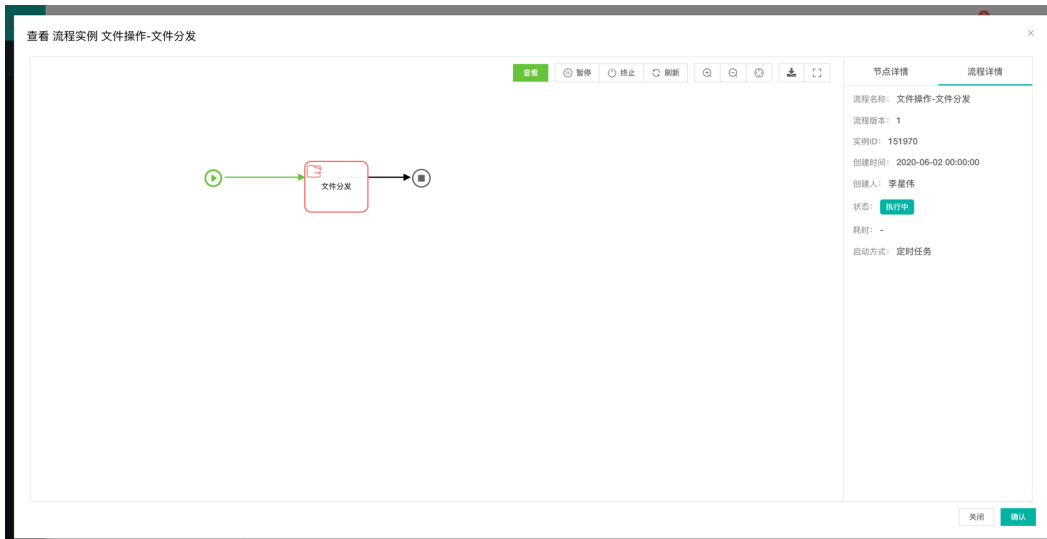 查看 流程实例 文件操作-文件分发
查看 暂停 终止 刷新
节点详情 流程详情
流程名称: 文件操作-文件分发
流程版本: 1
实例ID: 151970
创建时间: 2020-06-02 00:00:00
创建人: 李星伟
状态: 执行中
耗时: -
启动方式: 定时任务
文件分发
关闭 确认